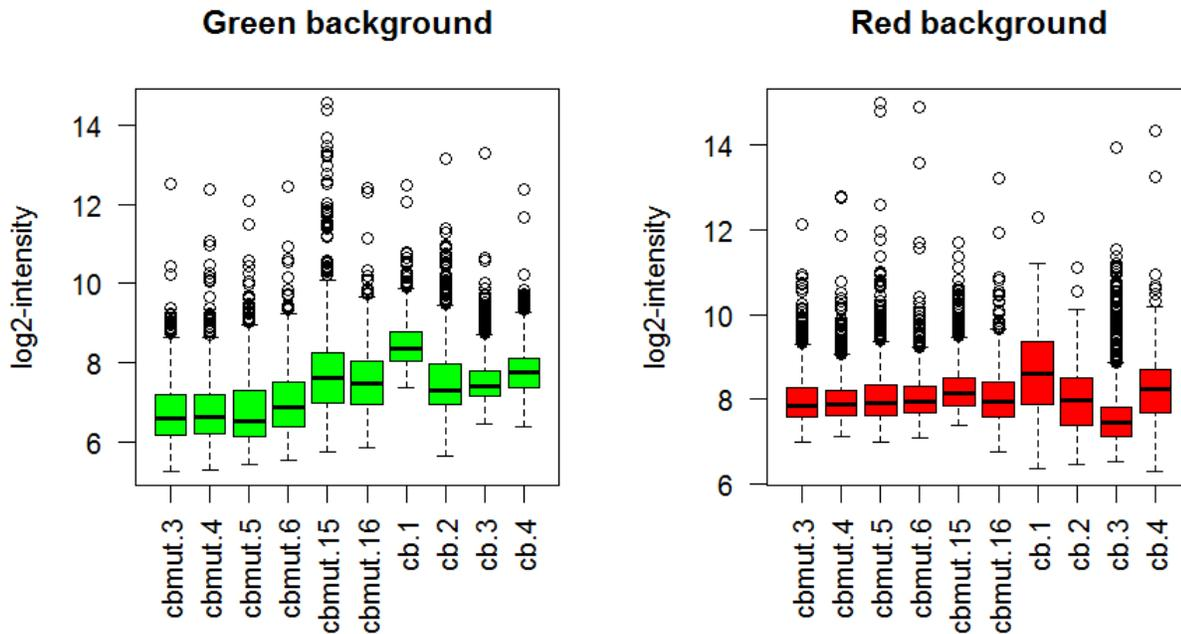 Green background
log2-intensity
14
12
10
8
6
cbmut.3
cbmut.4
cbmut.5
cbmut.6
cbmut.15
cbmut.16
cb.1
cb.2
cb.3
cb.4
Red background
log2-intensity
14
12
10
8
6
cbmut.3
cbmut.4
cbmut.5
cbmut.6
cbmut.15
cbmut.16
cb.1
cb.2
cb.3
cb.4